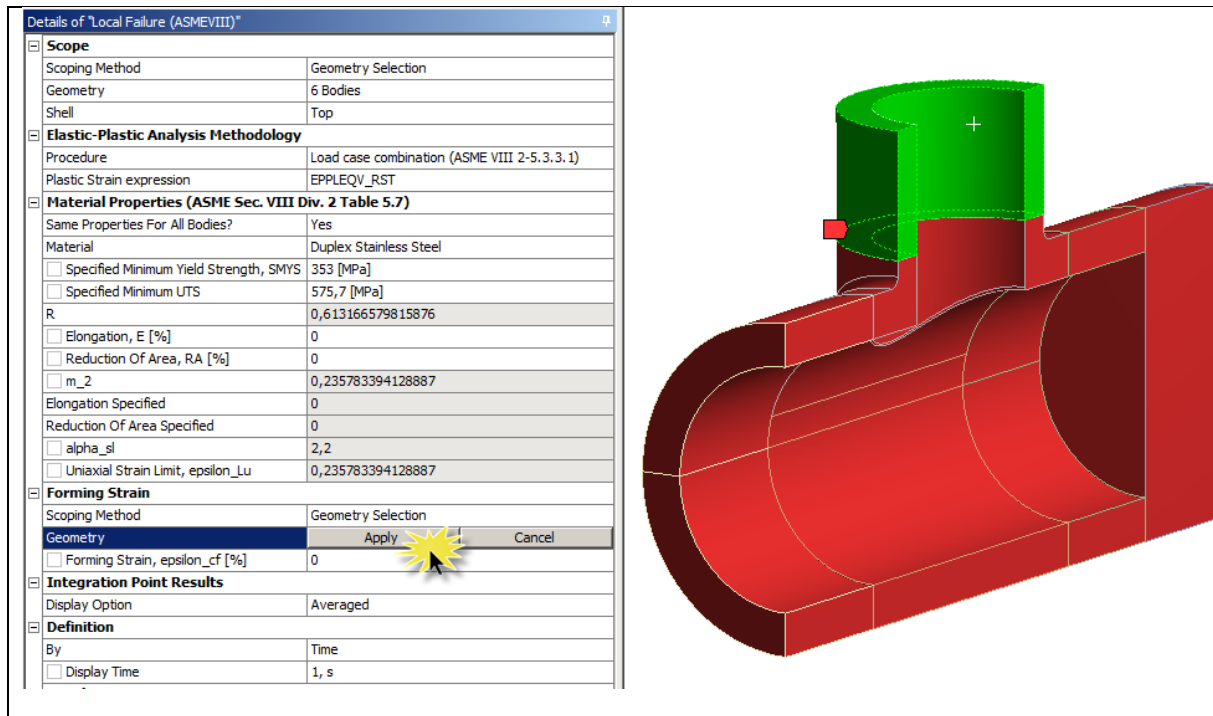 Details of "Local Failure (ASMEVIII)"
Scope
Scoping Method Geometry Selection
Geometry 6 Bodies
Shell Top
Elastic-Plastic Analysis Methodology
Procedure Load case combination (ASME VIII 2-5.3.3.1)
Plastic Strain expression EPPLEQV_RST
Material Properties (ASME Sec. VIII Div. 2 Table 5.7)
Same Properties For All Bodies? Yes
Material Duplex Stainless Steel
Specified Minimum Yield Strength, SMYS 353 [MPa]
Specified Minimum UTS 575,7 [MPa]
R 0,613166579815876
Elongation, E [%] 0
Reduction Of Area, RA [%] 0
m_2 0,235783394128887
Elongation Specified 0
Reduction Of Area Specified 0
alpha_sl 2,2
Uniaxial Strain Limit, epsilon_Lu 0,235783394128887
Forming Strain
Scoping Method Geometry Selection
Geometry Apply Cancel
Forming Strain, epsilon_cf [%] 0
Integration Point Results
Display Option Averaged
Definition
By Time
Display Time 1, s